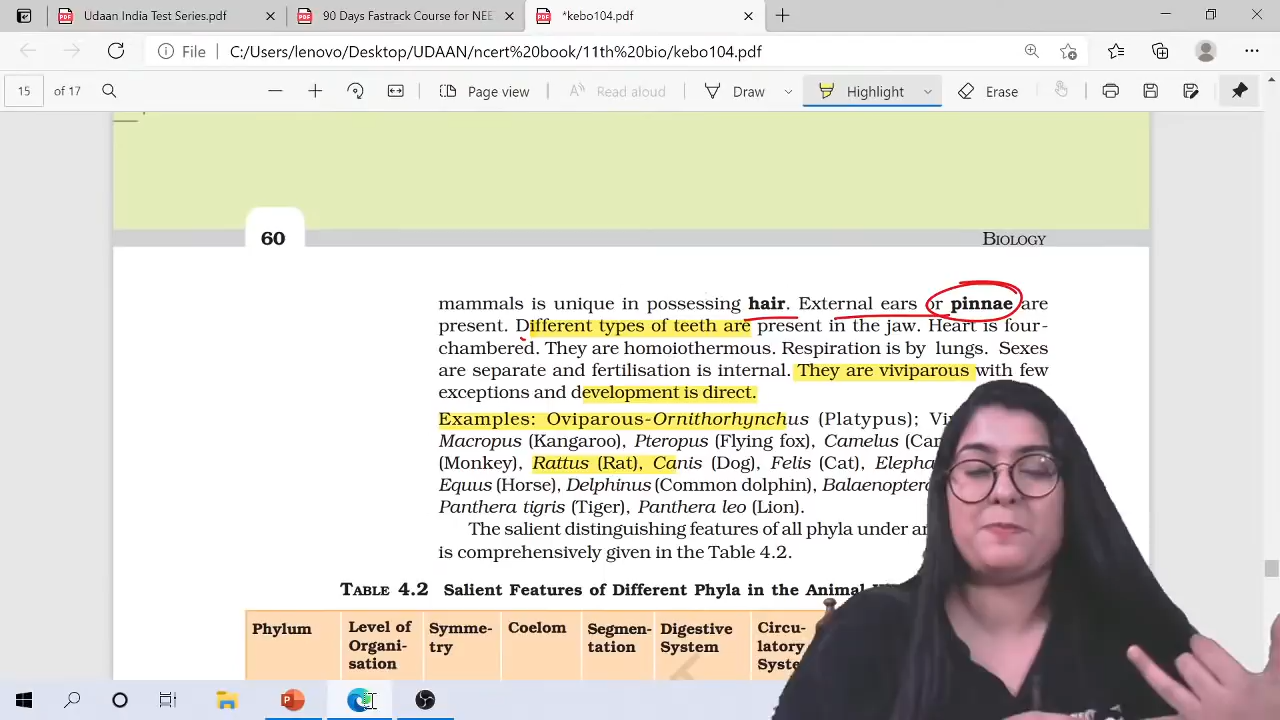 Udaan India Test Series.pdf
90 Days Fastrack Course for NEE
*kebo104.pdf
File C:/Users/lenovo/Desktop/UDAAN/ncert%20book/11th%20bio/kebo104.pdf
15 of 17 Page view Read aloud Draw Highlight Erase
60
BIOLOGY
mammals is unique in possessing hair. External ears or pinnae are
present. Different types of teeth are present in the jaw. Heart is four-
chambered. They are homoiothermous. Respiration is by lungs. Sexes
are separate and fertilisation is internal. They are viviparous with few
exceptions and development is direct.
Examples: Oviparous-Ornithorhynchus (Platypus);
Macropus (Kangaroo), Pteropus (Flying fox), Camelus
(Monkey), Rattus (Rat), Canis (Dog), Felis (Cat),
Equus (Horse), Delphinus (Common dolphin),
Panthera tigris (Tiger), Panthera leo (Lion).
The salient distinguishing features of all phyla under
is comprehensively given in the Table 4.2.
TABLE 4.2 Salient Features of Different Phyla in the
Phylum
Level of
Organi-
sation
Symme-
try
Coelom
Segmen-
tation
Digestive
System
Circu-
latory